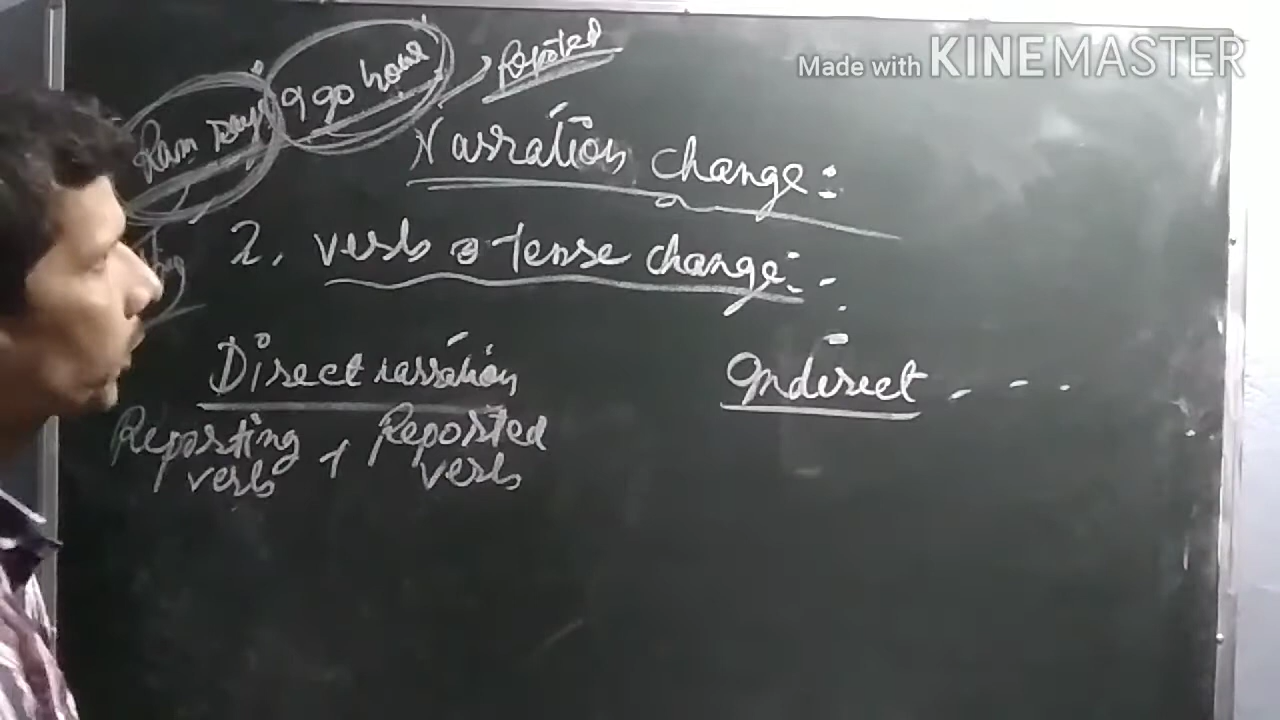 Made with KINEMASTER
Ram says "I go home" Reported
Narration change:
2. verb & tense change:-
Direct narration
Indirect - - - .
Reporting verb + Reported verb